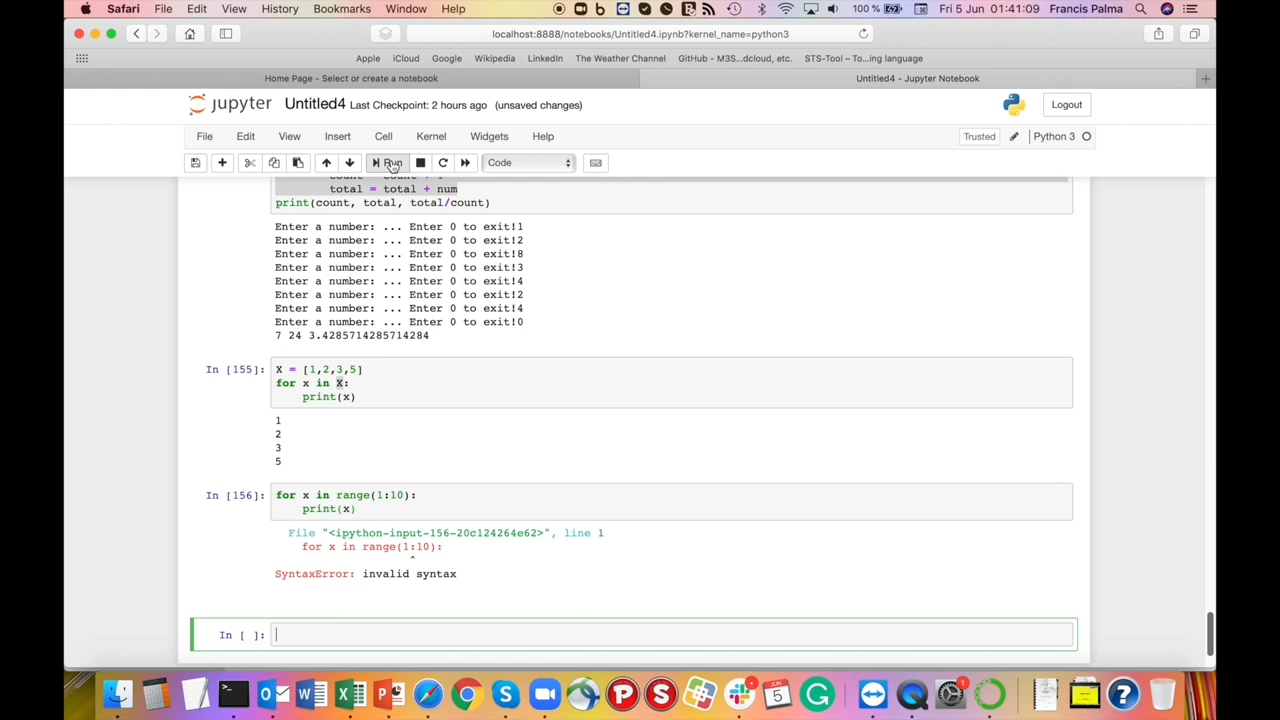 Safari File Edit View History Bookmarks Window Help 100 % Fri 5 Jun 01:41:09 Francis Palma
localhost:8888/notebooks/Untitled4.ipynb?kernel_name=python3
Apple iCloud Google Wikipedia LinkedIn The Weather Channel GitHub - M3S...dcloud, etc. STS-Tool – To...ing language
Home Page - Select or create a notebook Untitled4 - Jupyter Notebook
jupyter Untitled4 Last Checkpoint: 2 hours ago (unsaved changes) Logout
File Edit View Insert Cell Kernel Widgets Help Trusted Python 3
Run Code
total = total + num
print(count, total, total/count)
Enter a number: ... Enter 0 to exit!1
Enter a number: ... Enter 0 to exit!2
Enter a number: ... Enter 0 to exit!8
Enter a number: ... Enter 0 to exit!3
Enter a number: ... Enter 0 to exit!4
Enter a number: ... Enter 0 to exit!2
Enter a number: ... Enter 0 to exit!4
Enter a number: ... Enter 0 to exit!0
7 24 3.4285714285714284
In [155]: X = [1,2,3,5]
for x in X:
print(x)
1
2
3
5
In [156]: for x in range(1:10):
print(x)
File "<ipython-input-156-20c124264e62>", line 1
for x in range(1:10):
^
SyntaxError: invalid syntax
In [ ]: